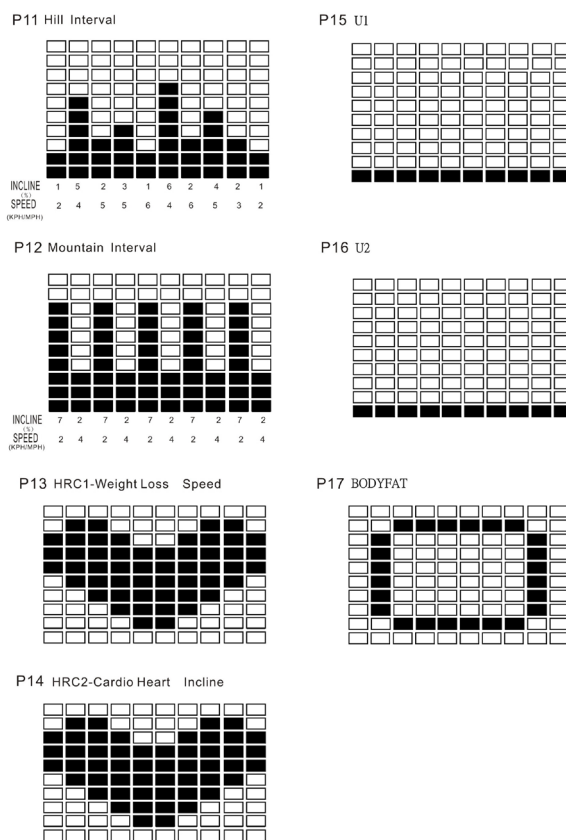 P11 Hill Interval
INCLINE 1 5 2 3 1 6 2 4 2 1
(%)
SPEED 2 4 5 5 6 4 6 5 3 2
(KPH/MPH)
P12 Mountain Interval
INCLINE 7 2 7 2 7 2 7 2 7 2
(%)
SPEED 2 4 2 4 2 4 2 4 2 4
(KPH/MPH)
P13 HRC1-Weight Loss Speed
P14 HRC2-Cardio Heart Incline
P15 U1
P16 U2
P17 BODYFAT